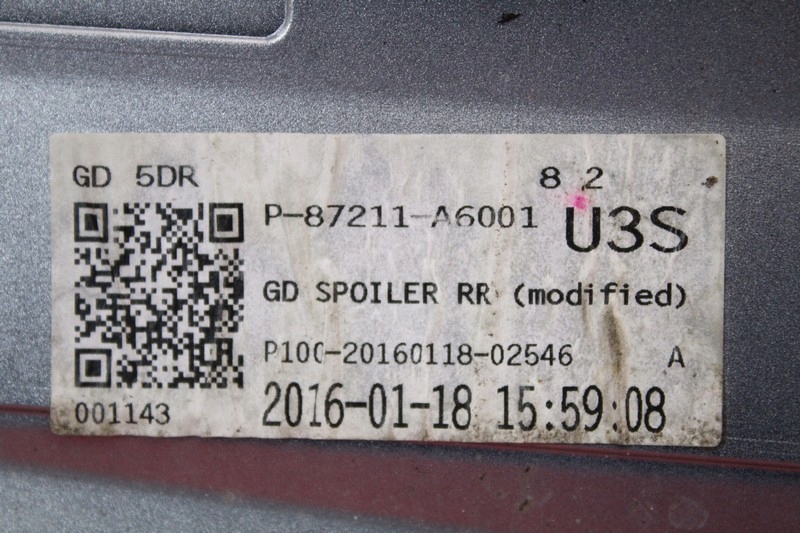 GD 5DR 8 2
P-87211-A6001 U3S
GD SPOILER RR (modified)
P100-20160118-02546 A
001143 2016-01-18 15:59:08